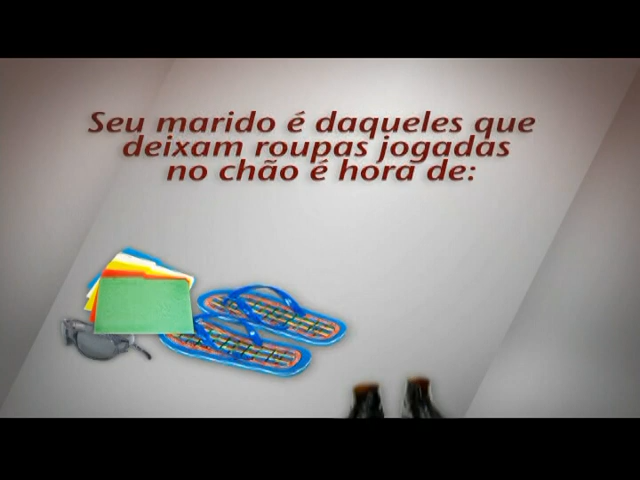 Seu marido é daqueles que
deixam roupas jogadas
no chão é hora de: